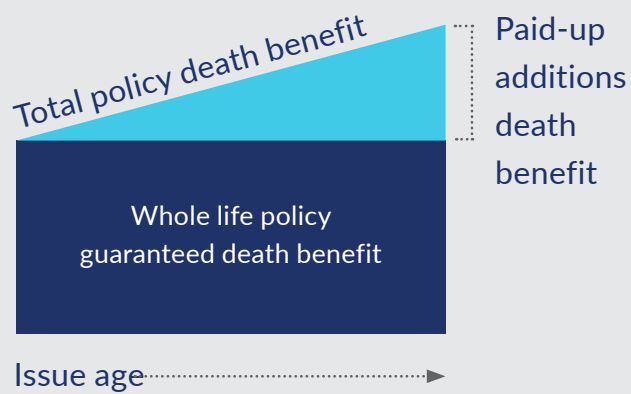 Total policy death benefit
Paid-up
additions
death
benefit
Whole life policy
guaranteed death benefit
Issue age